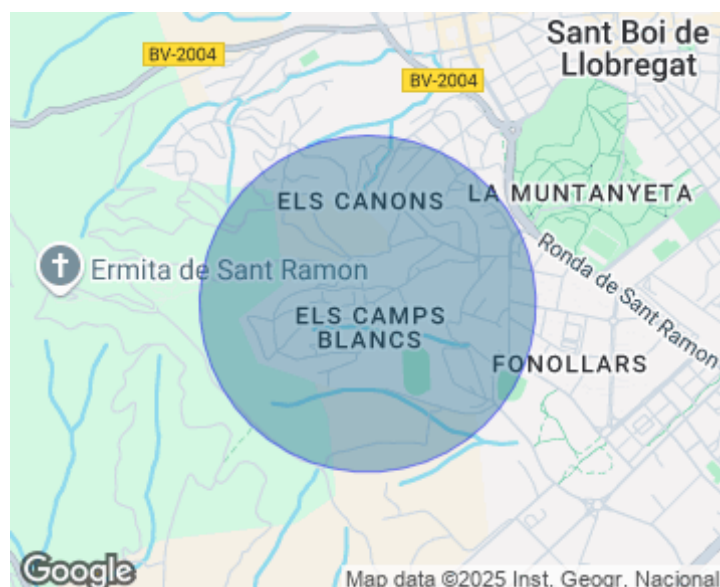 Sant Boi de
Llobregat
BV-2004
BV-2004
ELS CANONS
LA MUNTANYETA
Ermita de Sant Ramon
Ronda de Sant Ramon
ELS CAMPS
BLANCS
FONOLLARS
Google
Map data ©2025 Inst. Geogr. Nacional